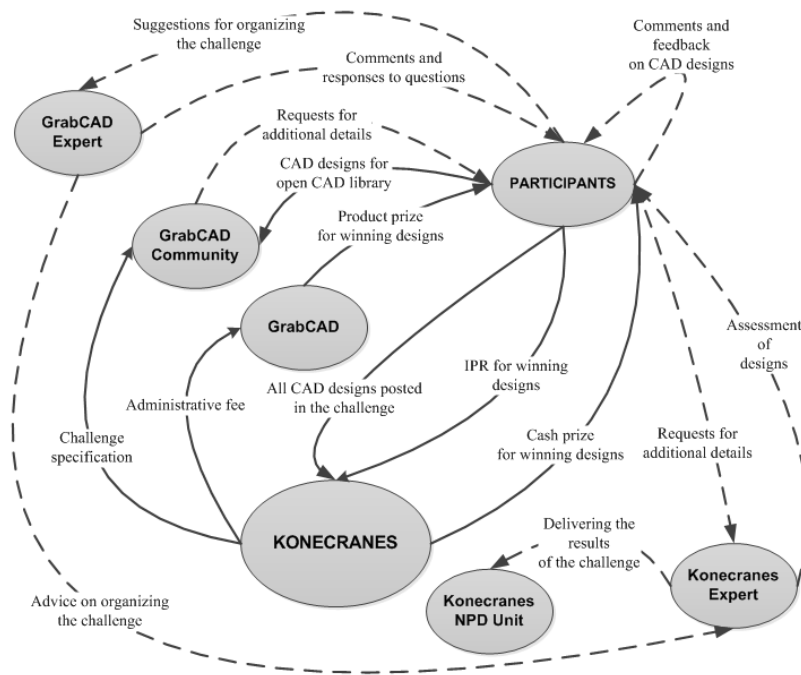 Suggestions for organizing
the challenge
Comments and
feedback
on CAD designs
Comments and
responses to questions
GrabCAD
Expert
Requests for
additional details
CAD designs for
open CAD library
PARTICIPANTS
Product prize
for winning designs
GrabCAD
Community
GrabCAD
Assessment
of
designs
IPR for winning
designs
All CAD designs posted
in the challenge
Administrative fee
Challenge
specification
Cash prize
for winning designs
Requests for
additional details
KONECRANES
Delivering the
results
of the challenge
Konecranes
Expert
Konecranes
NPD Unit
Advice on organizing
the challenge